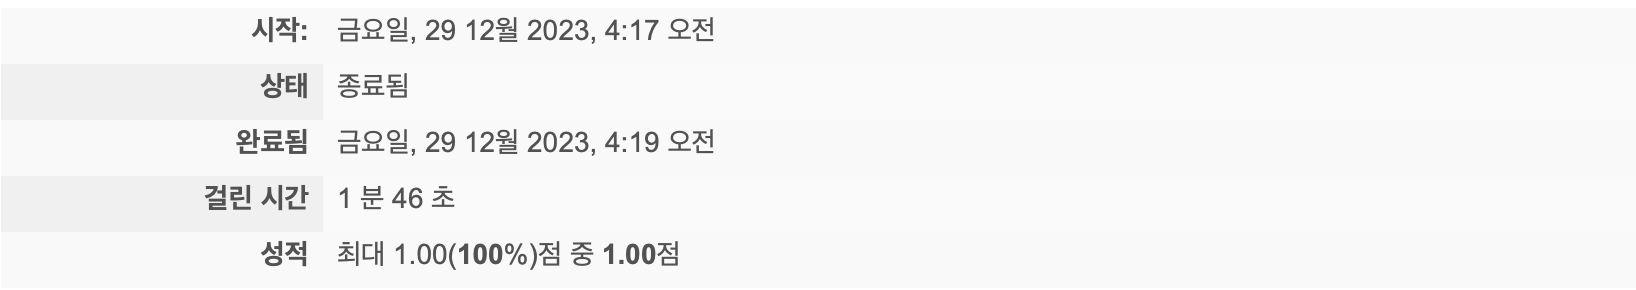 시작: 금요일, 29 12월 2023, 4:17 오전
상태 종료됨
완료됨 금요일, 29 12월 2023, 4:19 오전
걸린 시간 1 분 46 초
성적 최대 1.00(100%)점 중 1.00점